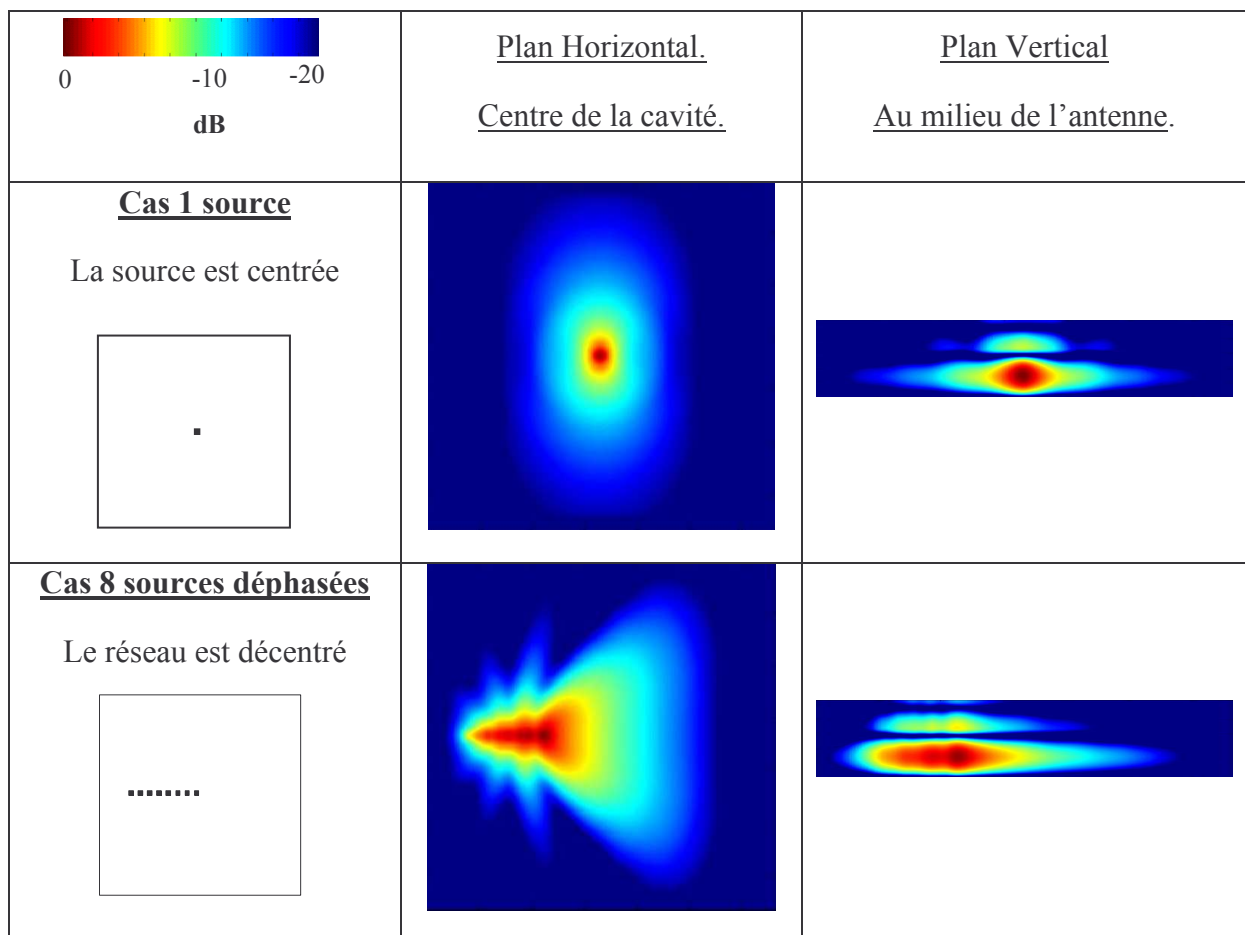 0 -10 -20
dB
Plan Horizontal.
Centre de la cavité.
Plan Vertical
Au milieu de l’antenne.
Cas 1 source
La source est centrée
Cas 8 sources déphasées
Le réseau est décentré